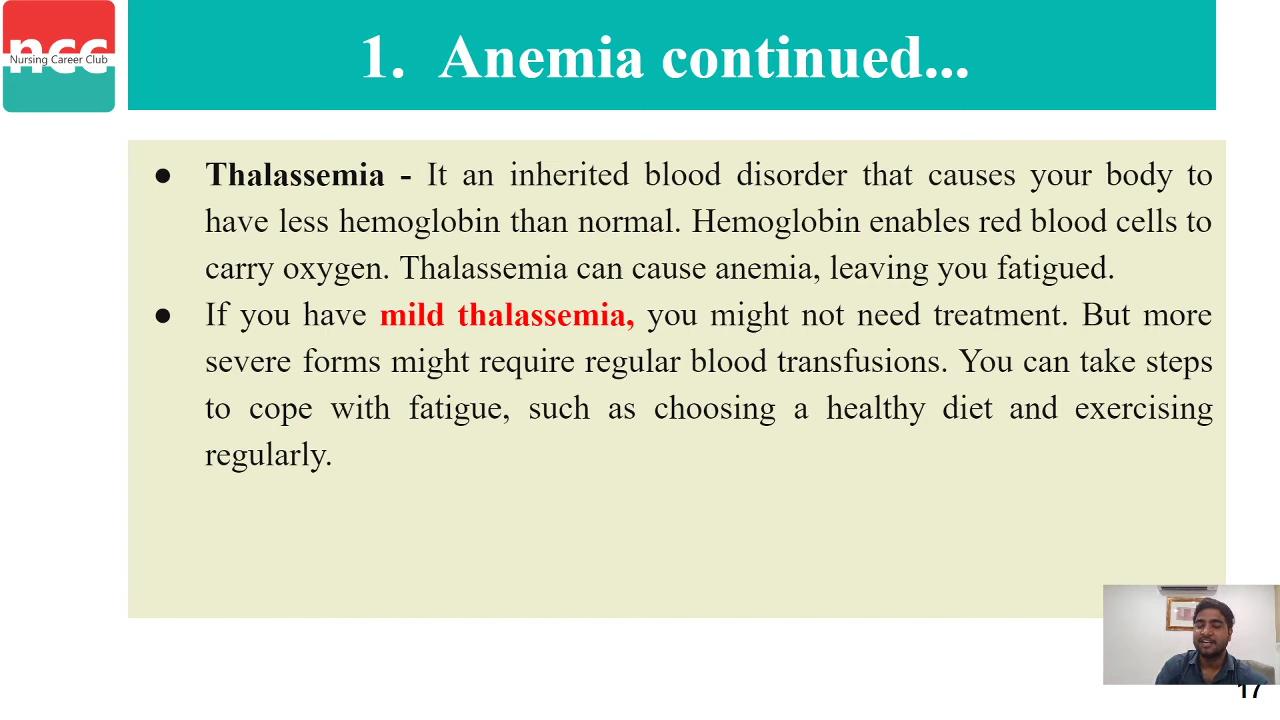 ncc
Nursing Career Club
1. Anemia continued...
● Thalassemia - It an inherited blood disorder that causes your body to
have less hemoglobin than normal. Hemoglobin enables red blood cells to
carry oxygen. Thalassemia can cause anemia, leaving you fatigued.
● If you have mild thalassemia, you might not need treatment. But more
severe forms might require regular blood transfusions. You can take steps
to cope with fatigue, such as choosing a healthy diet and exercising
regularly.
17